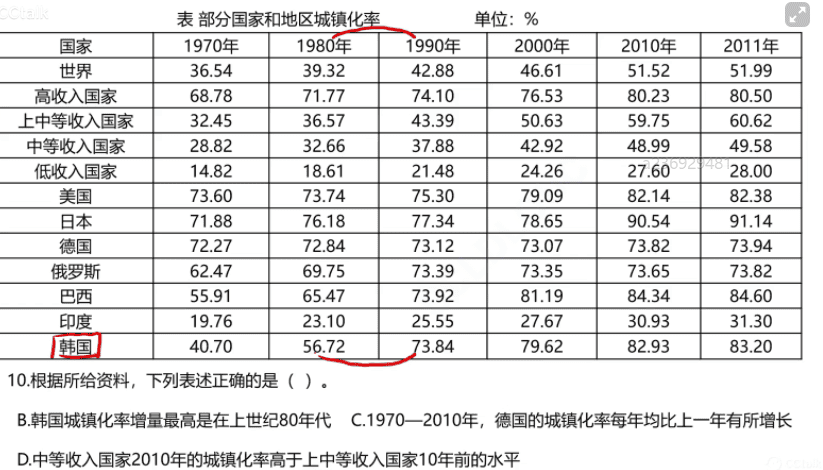 CCtalk
表 部分国家和地区城镇化率 单位：%
国家 1970年 1980年 1990年 2000年 2010年 2011年
世界 36.54 39.32 42.88 46.61 51.52 51.99
高收入国家 68.78 71.77 74.10 76.53 80.23 80.50
上中等收入国家 32.45 36.57 43.39 50.63 59.75 60.62
中等收入国家 28.82 32.66 37.88 42.92 48.99 49.58
低收入国家 14.82 18.61 21.48 24.26 27.60 28.00
美国 73.60 73.74 75.30 79.09 82.14 82.38
日本 71.88 76.18 77.34 78.65 90.54 91.14
德国 72.27 72.84 73.12 73.07 73.82 73.94
俄罗斯 62.47 69.75 73.39 73.35 73.65 73.82
巴西 55.91 65.47 73.92 81.19 84.34 84.60
印度 19.76 23.10 25.55 27.67 30.93 31.30
韩国 40.70 56.72 73.84 79.62 82.93 83.20
10.根据所给资料，下列表述正确的是（ ）。
B.韩国城镇化率增量最高是在上世纪80年代 C.1970—2010年，德国的城镇化率每年均比上一年有所增长
D.中等收入国家2010年的城镇化率高于上中等收入国家10年前的水平